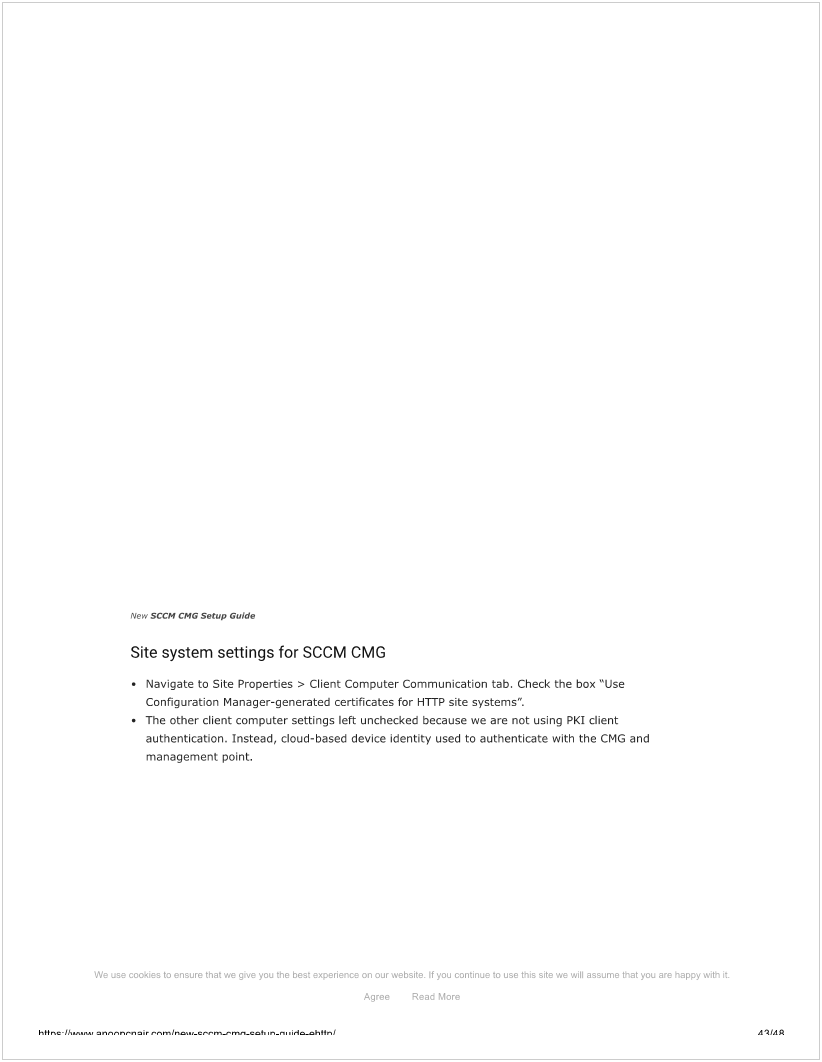 New SCCM CMG Setup Guide
Site system settings for SCCM CMG
• Navigate to Site Properties > Client Computer Communication tab. Check the box “Use
Configuration Manager-generated certificates for HTTP site systems”.
• The other client computer settings left unchecked because we are not using PKI client
authentication. Instead, cloud-based device identity used to authenticate with the CMG and
management point.
We use cookies to ensure that we give you the best experience on our website. If you continue to use this site we will assume that you are happy with it.
Agree Read More
https://www.anoopcnair.com/new-sccm-cmg-setup-guide-ehttp/ 43/48